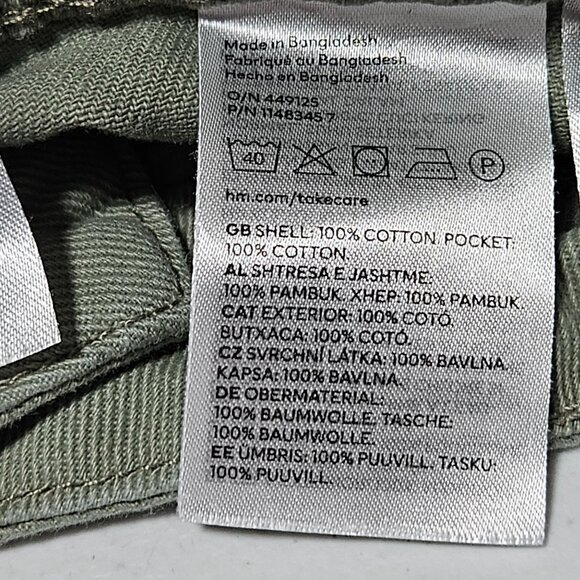 Made in Bangladesh
Fabriqué au Bangladesh
Hecho en Bangladesh
O/N 449125
P/N 11483457
40
P
hm.com/takecare
GB SHELL: 100% COTTON. POCKET:
100% COTTON.
AL SHTRESA E JASHTME:
100% PAMBUK. XHEP: 100% PAMBUK.
CAT EXTERIOR: 100% COTÓ.
BUTXACA: 100% COTÓ.
CZ SVRCHNÍ LÁTKA: 100% BAVLNA.
KAPSA: 100% BAVLNA.
DE OBERMATERIAL:
100% BAUMWOLLE. TASCHE:
100% BAUMWOLLE.
EE ÜMBRIS: 100% PUUVILL. TASKU:
100% PUUVILL.